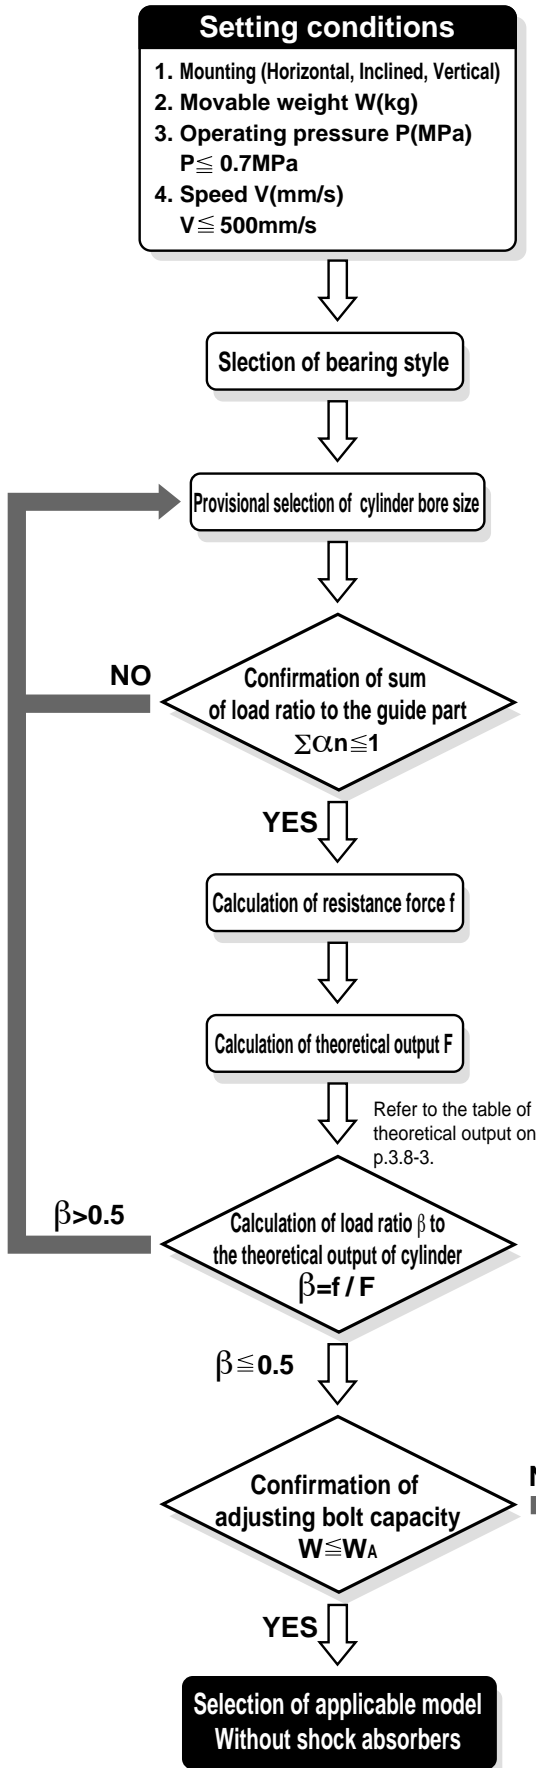 Setting conditions
1. Mounting (Horizontal, Inclined, Vertical)
2. Movable weight W(kg)
3. Operating pressure P(MPa)
P≦ 0.7MPa
4. Speed V(mm/s)
V≦ 500mm/s
Slection of bearing style
Provisional selection of cylinder bore size
NO
Confirmation of sum
of load ratio to the guide part
Σαn≦1
YES
Calculation of resistance force f
Calculation of theoretical output F
Refer to the table of
theoretical output on
p.3.8-3.
β>0.5
Calculation of load ratio β to
the theoretical output of cylinder
β=f / F
β≦0.5
Confirmation of
adjusting bolt capacity
W≦WA
YES
Selection of applicable model
Without shock absorbers